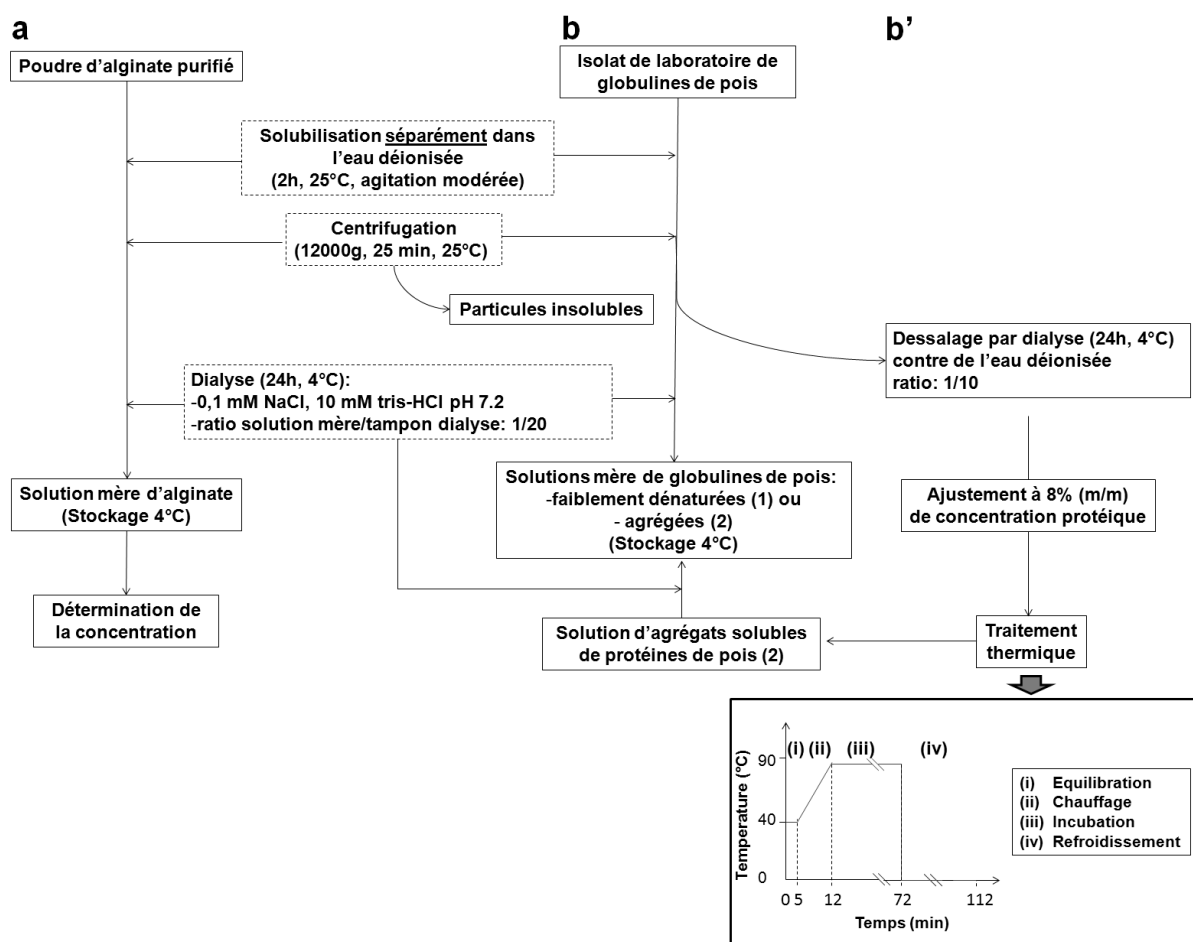 a
b
b’
Poudre d’alginate purifié
Isolat de laboratoire de
globulines de pois
Solubilisation séparément dans
l’eau déionisée
(2h, 25°C, agitation modérée)
Centrifugation
(12000g, 25 min, 25°C)
Particules insolubles
Dessalage par dialyse (24h, 4°C)
contre de l’eau déionisée
ratio: 1/10
Dialyse (24h, 4°C):
-0,1 mM NaCl, 10 mM tris-HCl pH 7.2
-ratio solution mère/tampon dialyse: 1/20
Solution mère d’alginate
(Stockage 4°C)
Solutions mère de globulines de pois:
-faiblement dénaturées (1) ou
- agrégées (2)
(Stockage 4°C)
Ajustement à 8% (m/m)
de concentration protéique
Détermination de
la concentration
Solution d’agrégats solubles
de protéines de pois (2)
Traitement
thermique
Temperature (°C)
90
40
0
(i) (ii) (iii) (iv)
0 5 12 72 112
Temps (min)
(i) Equilibration
(ii) Chauffage
(iii) Incubation
(iv) Refroidissement